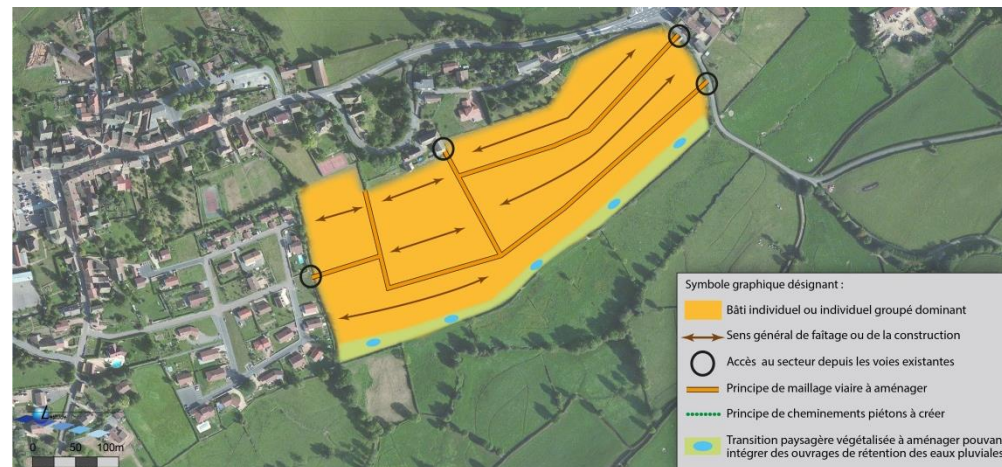 Symbole graphique désignant :
Bâti individuel ou individuel groupé dominant
Sens général de faîtage ou de la construction
Accès au secteur depuis les voies existantes
Principe de maillage viaire à aménager
Principe de cheminements piétons à créer
Transition paysagère végétalisée à aménager pouvan
intégrer des ouvrages de rétention des eaux pluviales
0 50 100m